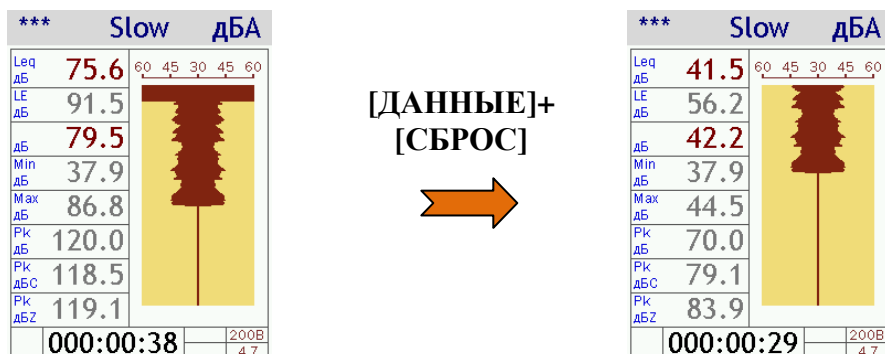 *** Slow дБА
Leq дБ 75.6
60 45 30 45 60
LE дБ 91.5
дБ 79.5
Min дБ 37.9
Max дБ 86.8
Pk дБ 120.0
Pk дБС 118.5
Pk дБZ 119.1
000:00:38
200В
4.7
[ДАННЫЕ]+
[СБРОС]
*** Slow дБА
Leq дБ 41.5
60 45 30 45 60
LE дБ 56.2
дБ 42.2
Min дБ 37.9
Max дБ 44.5
Pk дБ 70.0
Pk дБС 79.1
Pk дБZ 83.9
000:00:29
200В
4.7